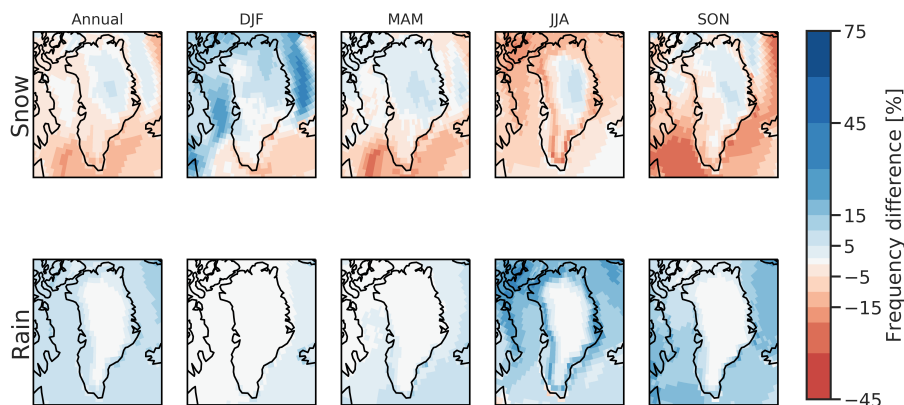 Annual DJF MAM JJA SON
Snow
Rain
75
45
15
5
−5
−15
−45
Frequency difference [%]